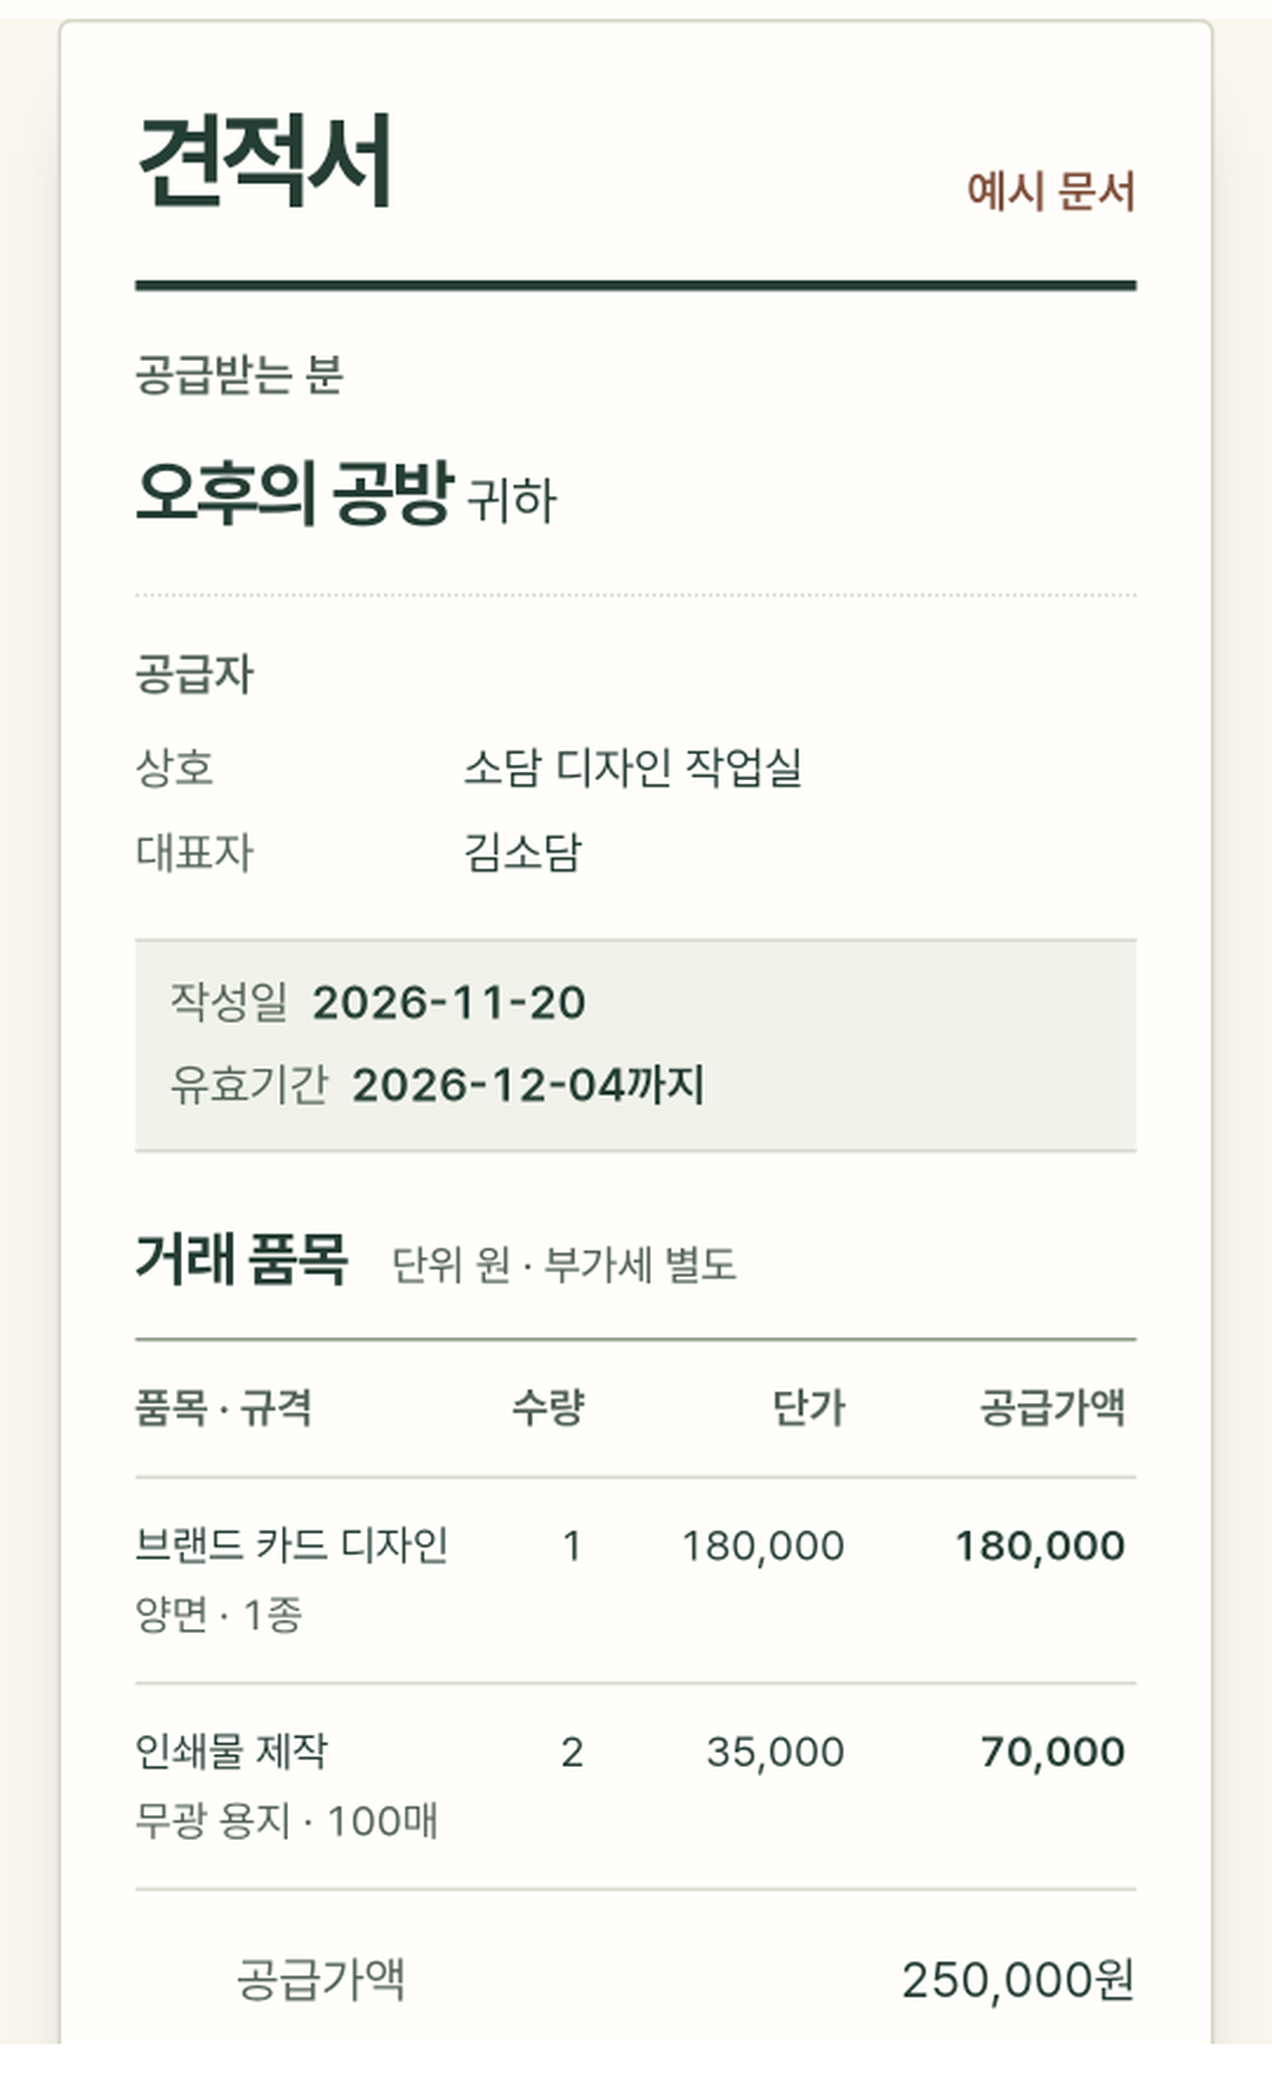 견적서
예시 문서
공급받는 분
오후의 공방 귀하
공급자
상호 소담 디자인 작업실
대표자 김소담
작성일 2026-11-20
유효기간 2026-12-04까지
거래 품목 단위 원 · 부가세 별도
품목 · 규격 수량 단가 공급가액
브랜드 카드 디자인 1 180,000 180,000
양면 · 1종
인쇄물 제작 2 35,000 70,000
무광 용지 · 100매
공급가액 250,000원